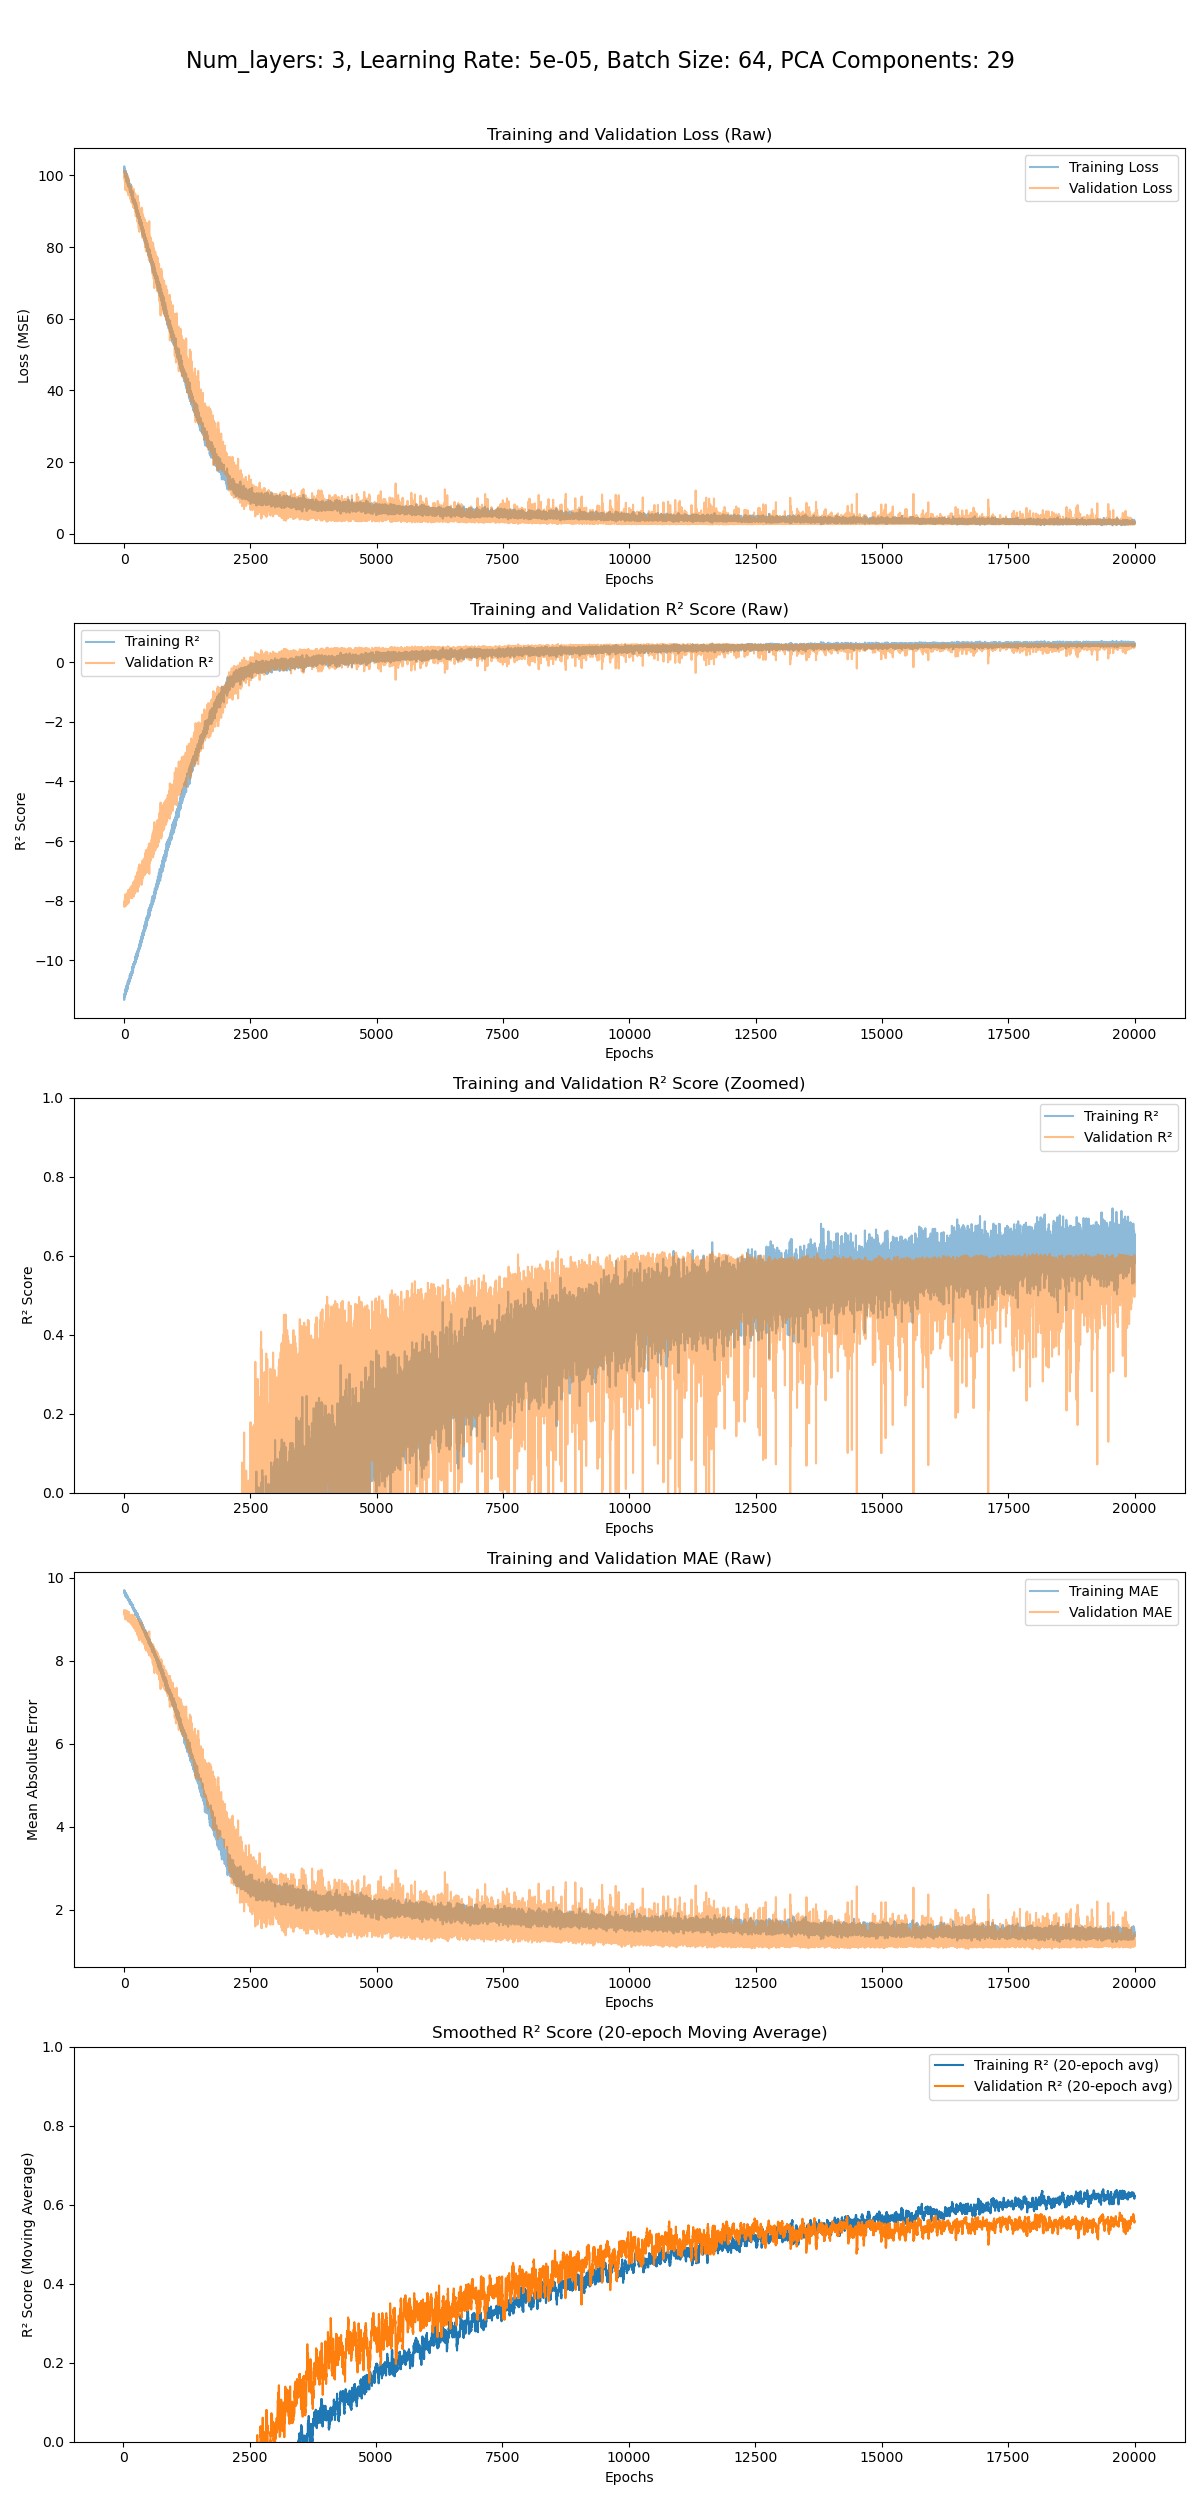 Num_layers: 3, Learning Rate: 5e-05, Batch Size: 64, PCA Components: 29
Training and Validation Loss (Raw)
Training Loss
Validation Loss
Loss (MSE)
100
80
60
40
20
0
0 2500 5000 7500 10000 12500 15000 17500 20000
Epochs
Training and Validation R² Score (Raw)
Training R²
Validation R²
R² Score
0
−2
−4
−6
−8
−10
0 2500 5000 7500 10000 12500 15000 17500 20000
Epochs
Training and Validation R² Score (Zoomed)
Training R²
Validation R²
R² Score
1.0
0.8
0.6
0.4
0.2
0.0
0 2500 5000 7500 10000 12500 15000 17500 20000
Epochs
Training and Validation MAE (Raw)
Training MAE
Validation MAE
Mean Absolute Error
10
8
6
4
2
0 2500 5000 7500 10000 12500 15000 17500 20000
Epochs
Smoothed R² Score (20-epoch Moving Average)
Training R² (20-epoch avg)
Validation R² (20-epoch avg)
R² Score (Moving Average)
1.0
0.8
0.6
0.4
0.2
0.0
0 2500 5000 7500 10000 12500 15000 17500 20000
Epochs